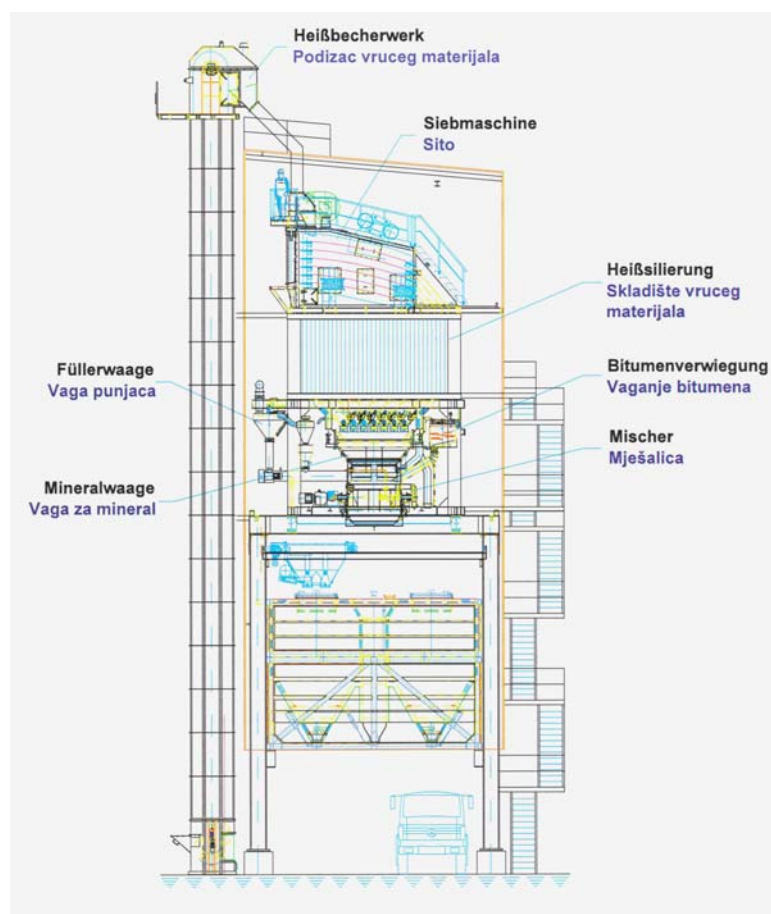 Heißbecherwerk
Podizac vruceg materijala
Siebmaschine
Sito
Heißsilierung
Skladište vruceg
materijala
Füllerwaage
Vaga punjaca
Bitumenverwiegung
Vaganje bitumena
Mischer
Mješalica
Mineralwaage
Vaga za mineral